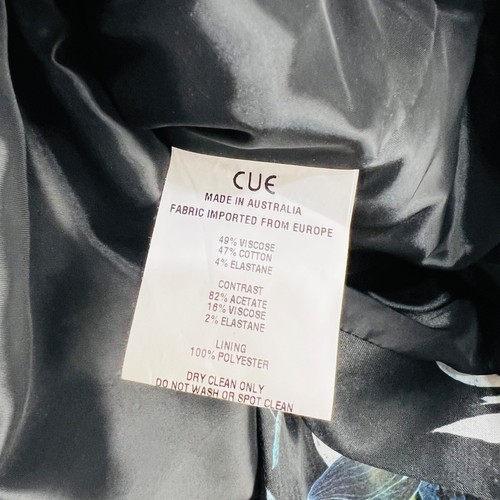 CUE
MADE IN AUSTRALIA
FABRIC IMPORTED FROM EUROPE
49% VISCOSE
47% COTTON
4% ELASTANE
CONTRAST
82% ACETATE
16% VISCOSE
2% ELASTANE
LINING
100% POLYESTER
DRY CLEAN ONLY
DO NOT WASH OR SPOT CLEAN